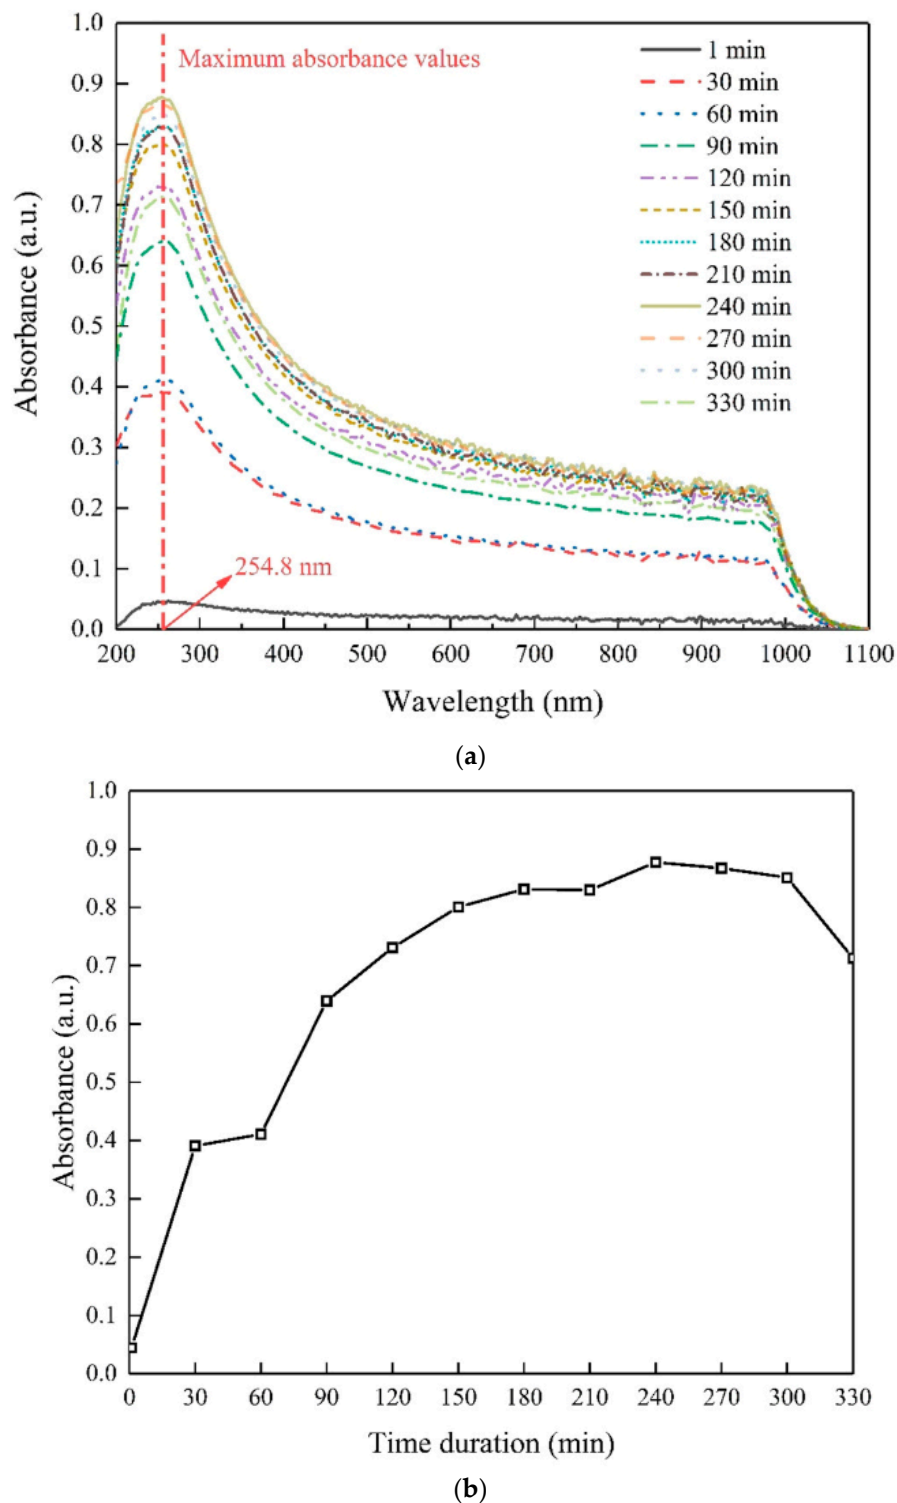 1.0
0.9
0.8
0.7
0.6
0.5
0.4
0.3
0.2
0.1
0.0
Absorbance (a.u.)
Maximum absorbance values
1 min
30 min
60 min
90 min
120 min
150 min
180 min
210 min
240 min
270 min
300 min
330 min
254.8 nm
200 300 400 500 600 700 800 900 1000 1100
Wavelength (nm)
(a)
1.0
0.9
0.8
0.7
0.6
0.5
0.4
0.3
0.2
0.1
0.0
Absorbance (a.u.)
0 30 60 90 120 150 180 210 240 270 300 330
Time duration (min)
(b)